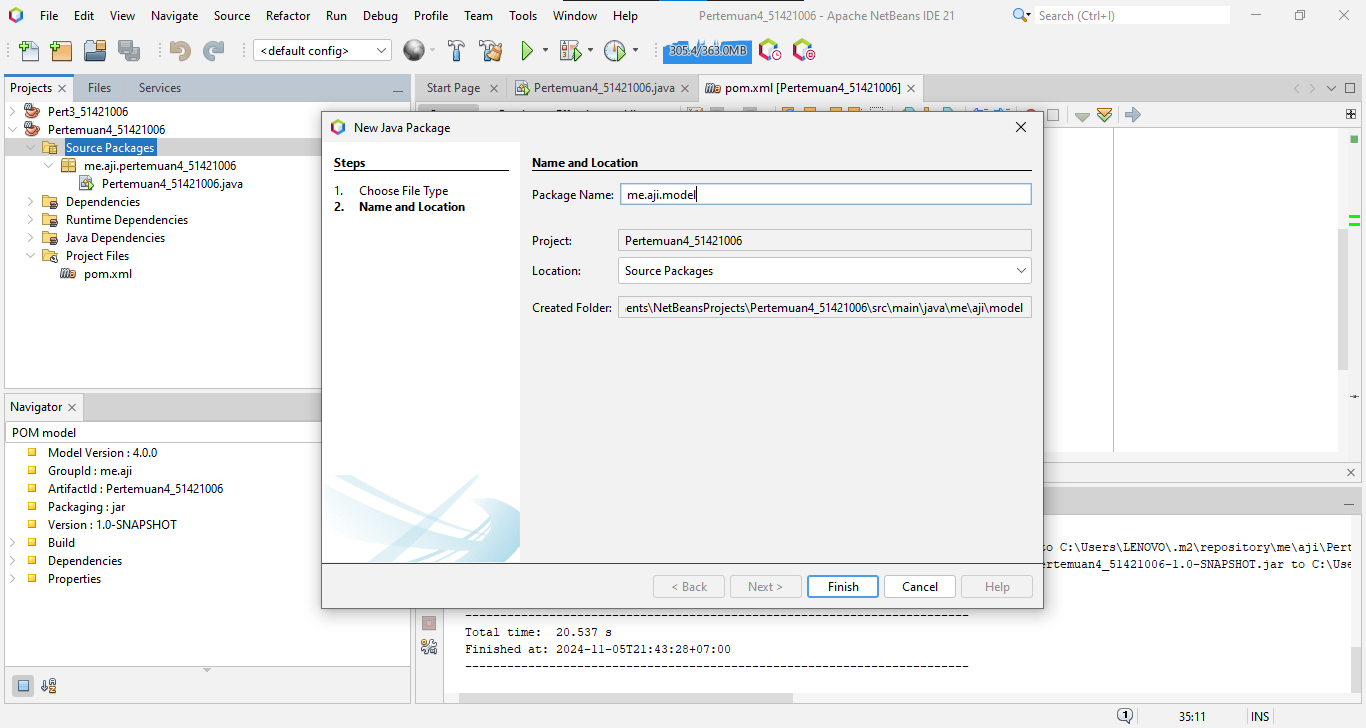 File Edit View Navigate Source Refactor Run Debug Profile Team Tools Window Help
Pertemuan4_51421006 - Apache NetBeans IDE 21
Search (Ctrl+I)
<default config>
305.4/363.0MB
Projects Files Services
Pert3_51421006
Pertemuan4_51421006
Source Packages
me.aji.pertemuan4_51421006
Pertemuan4_51421006.java
Dependencies
Runtime Dependencies
Java Dependencies
Project Files
pom.xml
Start Page Pertemuan4_51421006.java pom.xml [Pertemuan4_51421006]
New Java Package
Steps
1. Choose File Type
2. Name and Location
Name and Location
Package Name: me.aji.model
Project: Pertemuan4_51421006
Location: Source Packages
Created Folder: ents\NetBeansProjects\Pertemuan4_51421006\src\main\java\me\aji\model
< Back Next > Finish Cancel Help
Navigator
POM model
Model Version : 4.0.0
GroupId : me.aji
ArtifactId : Pertemuan4_51421006
Packaging : jar
Version : 1.0-SNAPSHOT
Build
Dependencies
Properties
to C:\Users\LENOVO\.m2\repository\me\aji\Pert
ertemuan4_51421006-1.0-SNAPSHOT.jar to C:\Use
------------------------------------------------------------------------
Total time:  20.537 s
Finished at: 2024-11-05T21:43:28+07:00
------------------------------------------------------------------------
1 35:11 INS